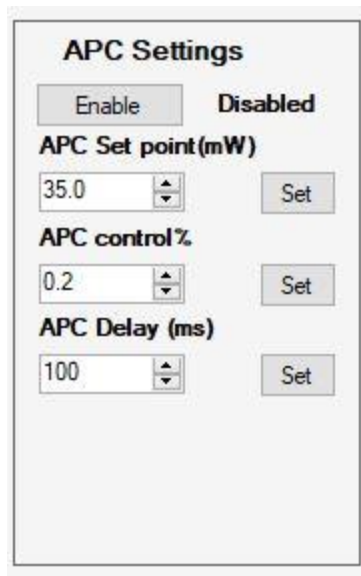 APC Settings
Enable Disabled
APC Set point(mW)
35.0 Set
APC control%
0.2 Set
APC Delay (ms)
100 Set